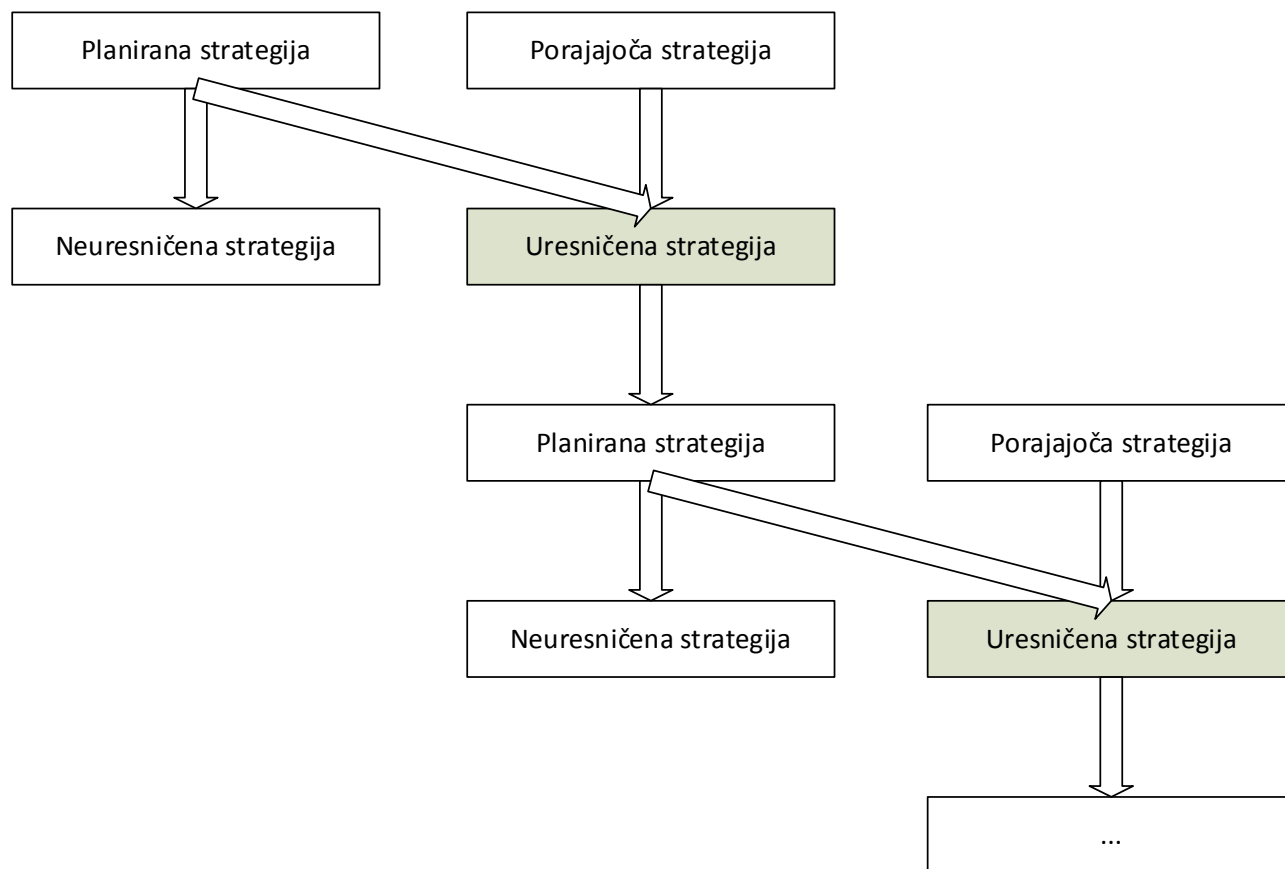 Planirana strategija
Porajajoča strategija
Neuresničena strategija
Uresničena strategija
Planirana strategija
Porajajoča strategija
Neuresničena strategija
Uresničena strategija
...